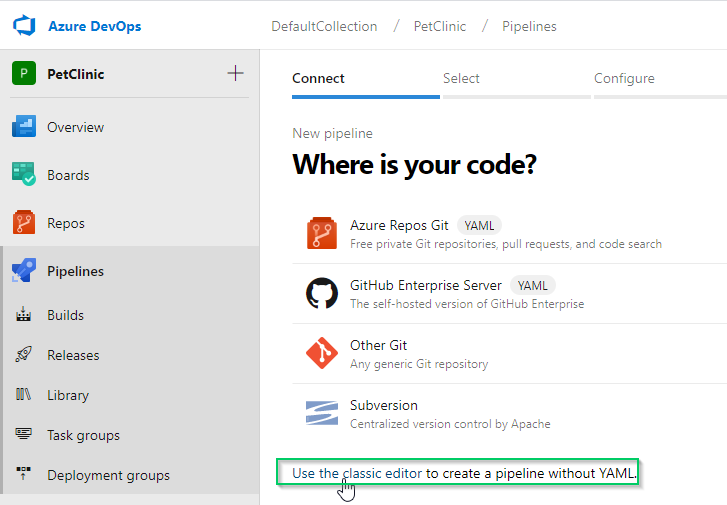 Azure DevOps
DefaultCollection / PetClinic / Pipelines
P PetClinic
Overview
Boards
Repos
Pipelines
Builds
Releases
Library
Task groups
Deployment groups
Connect
Select
Configure
New pipeline
Where is your code?
Azure Repos Git YAML
Free private Git repositories, pull requests, and code search
GitHub Enterprise Server YAML
The self-hosted version of GitHub Enterprise
Other Git
Any generic Git repository
Subversion
Centralized version control by Apache
Use the classic editor to create a pipeline without YAML.